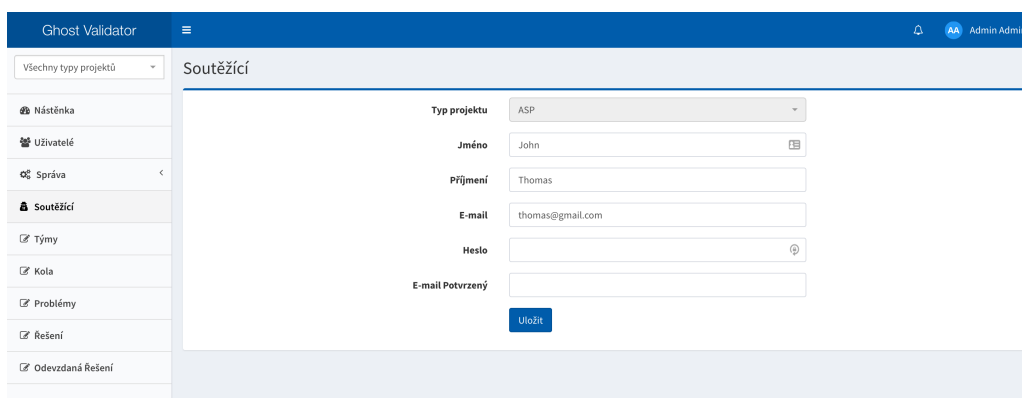 Ghost Validator
AA Admin
Všechny typy projektů
Nástěnka
Uživatelé
Správa
Soutěžící
Týmy
Kola
Problémy
Řešení
Odevzdaná Řešení
Soutěžící
Typ projektu ASP
Jméno John
Příjmení Thomas
E-mail thomas@gmail.com
Heslo
E-mail Potvrzený
Uložit